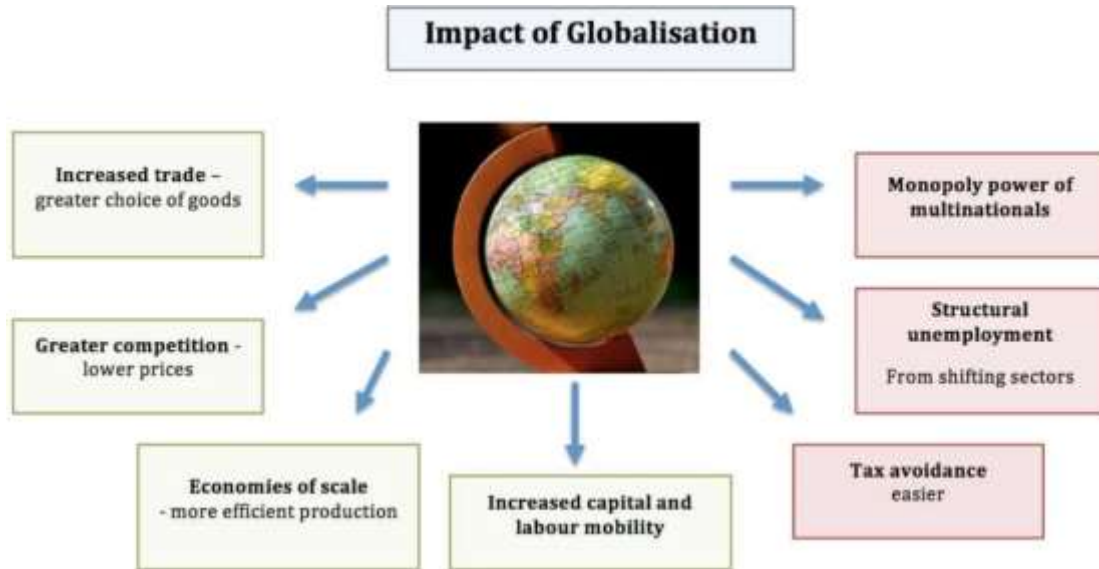 Impact of Globalisation
Increased trade –
greater choice of goods
Greater competition -
lower prices
Economies of scale
- more efficient production
Increased capital and
labour mobility
Monopoly power of
multinationals
Structural
unemployment
From shifting sectors
Tax avoidance
easier